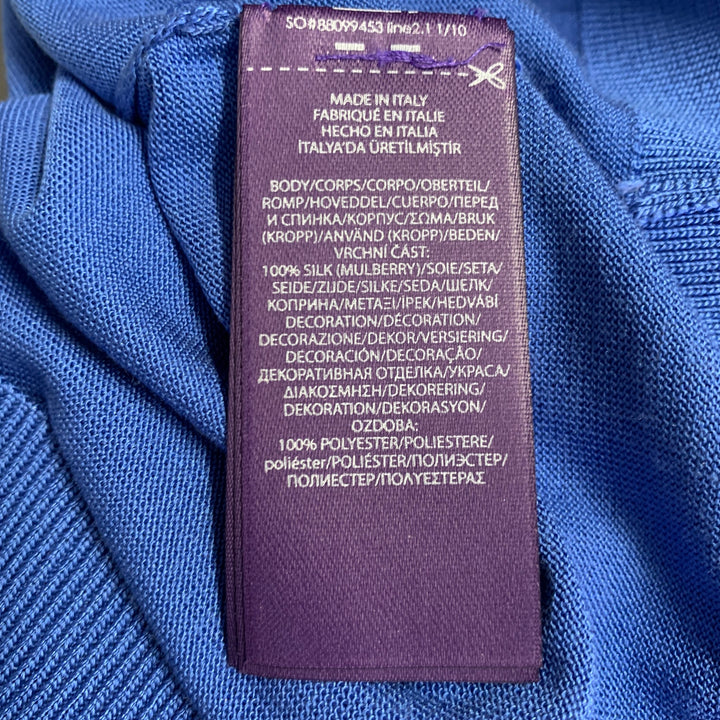 SO#88099453 line2.1 1/10
MADE IN ITALY
FABRIQUÉ EN ITALIE
HECHO EN ITALIA
İTALYA'DA ÜRETİLMİŞTİR
BODY/CORPS/CORPO/OBERTEIL/
ROMP/HOVEDDEL/CUERPO/ПЕРЕД
И СПИНКА/КОРПУС/ΣΩΜΑ/BRUK
(KROPP)/ANVÄND (KROPP)/BEDEN/
VRCHNÍ ČÁST:
100% SILK (MULBERRY)/SOIE/SETA/
SEIDE/ZIJDE/SILKE/SEDA/ШЕЛК/
КОПРИНА/ΜΕΤΑΞΙ/İPEK/HEDVÁBÍ
DECORATION/DÉCORATION/
DECORAZIONE/DEKOR/VERSIERING/
DECORACIÓN/DECORAÇÃO/
ДЕКОРАТИВНАЯ ОТДЕЛКА/УКРАСА/
ΔΙΑΚΟΣΜΗΣΗ/DEKORERING/
DEKORATION/DEKORASYON/
OZDOBA:
100% POLYESTER/POLIESTERE/
poliéster/POLIÉSTER/ПОЛИЭСТЕР/
ПОЛИЕСТЕР/ΠΟΛΥΕΣΤΕΡΑΣ